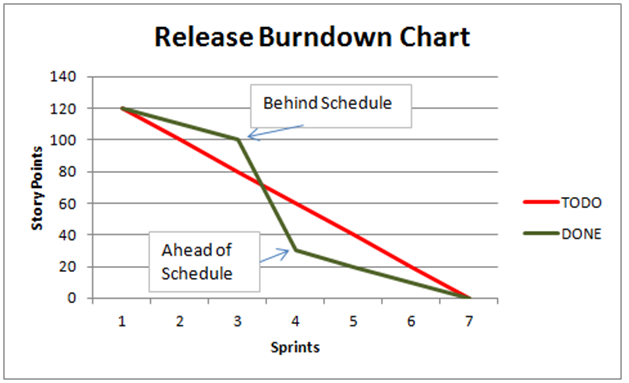 Release Burndown Chart
140
120
100
80
60
40
20
0
Story Points
Behind Schedule
Ahead of
Schedule
1 2 3 4 5 6 7
Sprints
TODO
DONE